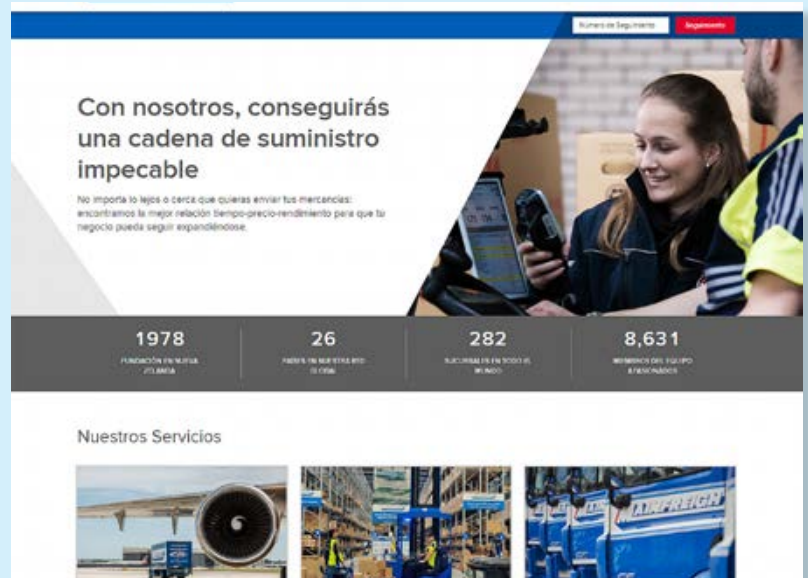 Número de Seguimiento
Seguimiento
Con nosotros, conseguirás
una cadena de suministro
impecable
No importa lo lejos o cerca que quieras enviar tus mercancías:
encontramos la mejor relación tiempo-precio-rendimiento para que tu
negocio pueda seguir expandiéndose.
1978
26
282
8,631
FUNDACIÓN EN NUEVA
ZELANDA
PAÍSES EN NUESTRA RED
GLOBAL
SUCURSALES EN TODO EL
MUNDO
MIEMBROS DEL EQUIPO
APASIONADOS
Nuestros Servicios
MAINFREIGH